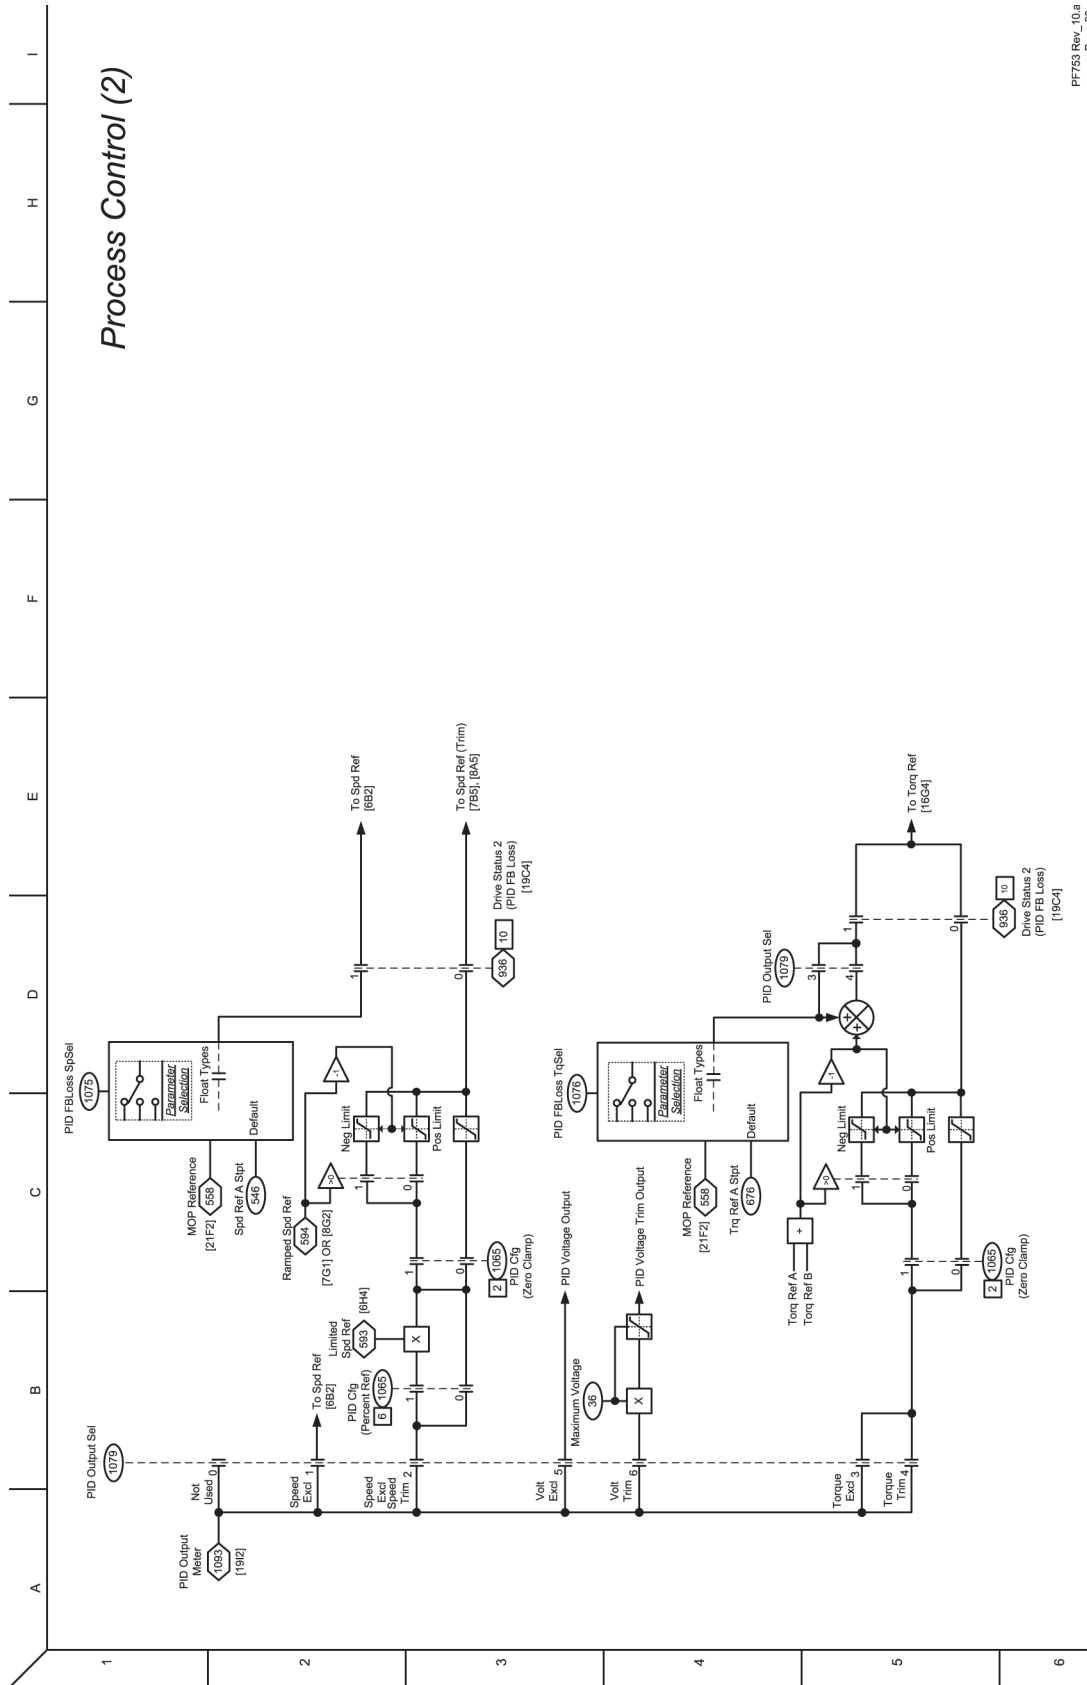 A
B
C
D
E
F
G
H
I
1
2
3
4
5
6
Process Control (2)
PID Output
Meter
1093
[19I2]
PID Output Sel
1079
Not
Used
0
Speed
Excl
1
To Spd Ref
[6B2]
Speed
Excl
Speed
Trim
2
PID Cfg
(Percent Ref)
6
1065
1
0
Limited
Spd Ref
593
[6H4]
X
1
0
1065
2
PID Cfg
(Zero Clamp)
MOP Reference
558
[21F2]
Spd Ref A Stpt
546
PID FBLoss SpSel
1075
Parameter
Selection
Float Types
Default
Ramped Spd Ref
594
[7G1] OR [8G2]
>0
-1
1
0
Neg Limit
Pos Limit
1
0
To Spd Ref
[6B2]
To Spd Ref (Trim)
[7B5], [8A5]
936
10
Drive Status 2
(PID FB Loss)
[19C4]
Volt
Excl
5
PID Voltage Output
Volt
Trim
6
Maximum Voltage
36
X
PID Voltage Trim Output
MOP Reference
558
[21F2]
Trq Ref A Stpt
676
PID FBLoss TqSel
1076
Parameter
Selection
Float Types
Default
Torque
Excl
3
Torque
Trim
4
1
0
1065
2
PID Cfg
(Zero Clamp)
Torq Ref A
Torq Ref B
+
>0
-1
1
0
Neg Limit
Pos Limit
+
+
PID Output Sel
1079
3
4
1
0
To Torq Ref
[16G4]
936
10
Drive Status 2
(PID FB Loss)
[19C4]
PF753 Rev_10.a